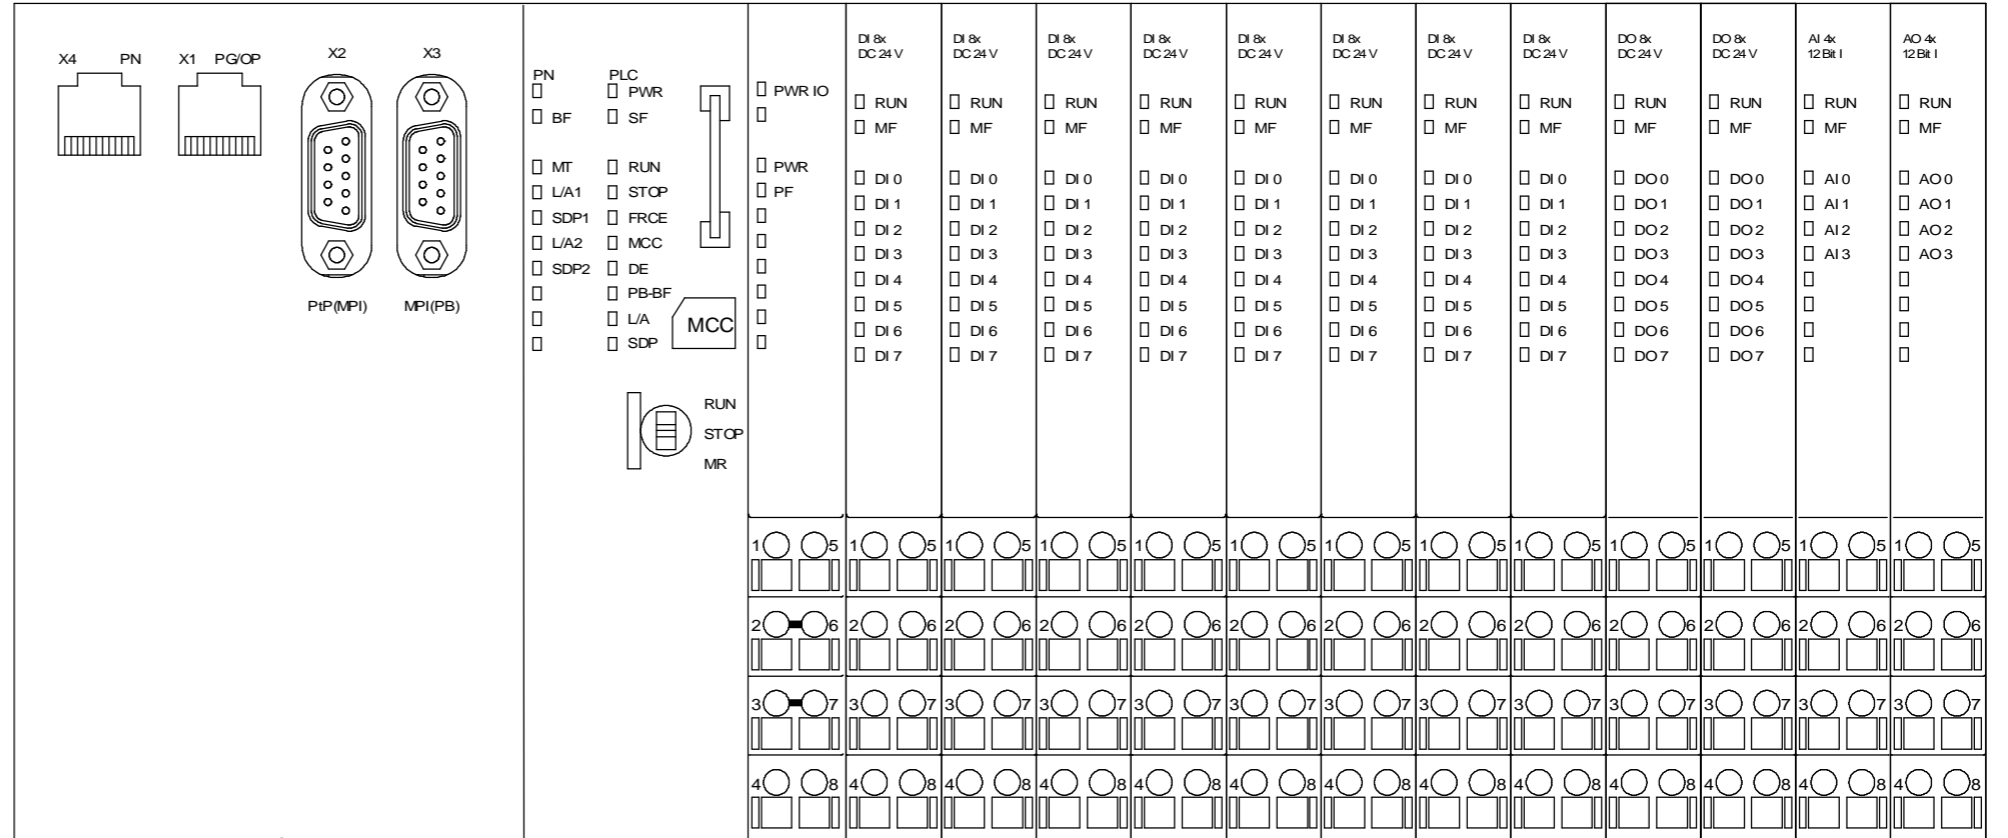 X4 PN X1 PG/OP X2 X3
PtP(MPI) MPI(PB)
PN PLC
PWR
BF SF
MT RUN
L/A1 STOP
SDP1 FRCE
L/A2 MCC
SDP2 DE
PB-BF
L/A
SDP
MCC
RUN
STOP
MR
PWR IO
PWR
PF
DI 8x DI 8x DI 8x DI 8x DI 8x DI 8x DI 8x DI 8x DO 8x DO 8x AI 4x AO 4x
DC 24 V DC 24 V DC 24 V DC 24 V DC 24 V DC 24 V DC 24 V DC 24 V DC 24 V DC 24 V 12 Bit I 12 Bit I
RUN RUN RUN RUN RUN RUN RUN RUN RUN RUN RUN RUN
MF MF MF MF MF MF MF MF MF MF MF MF
DI 0 DI 0 DI 0 DI 0 DI 0 DI 0 DI 0 DI 0 DO 0 DO 0 AI 0 AO 0
DI 1 DI 1 DI 1 DI 1 DI 1 DI 1 DI 1 DI 1 DO 1 DO 1 AI 1 AO 1
DI 2 DI 2 DI 2 DI 2 DI 2 DI 2 DI 2 DI 2 DO 2 DO 2 AI 2 AO 2
DI 3 DI 3 DI 3 DI 3 DI 3 DI 3 DI 3 DI 3 DO 3 DO 3 AI 3 AO 3
DI 4 DI 4 DI 4 DI 4 DI 4 DI 4 DI 4 DI 4 DO 4 DO 4
DI 5 DI 5 DI 5 DI 5 DI 5 DI 5 DI 5 DI 5 DO 5 DO 5
DI 6 DI 6 DI 6 DI 6 DI 6 DI 6 DI 6 DI 6 DO 6 DO 6
DI 7 DI 7 DI 7 DI 7 DI 7 DI 7 DI 7 DI 7 DO 7 DO 7
1 5 1 5 1 5 1 5 1 5 1 5 1 5 1 5 1 5 1 5 1 5 1 5 1 5
2 6 2 6 2 6 2 6 2 6 2 6 2 6 2 6 2 6 2 6 2 6 2 6 2 6
3 7 3 7 3 7 3 7 3 7 3 7 3 7 3 7 3 7 3 7 3 7 3 7 3 7
4 8 4 8 4 8 4 8 4 8 4 8 4 8 4 8 4 8 4 8 4 8 4 8 4 8